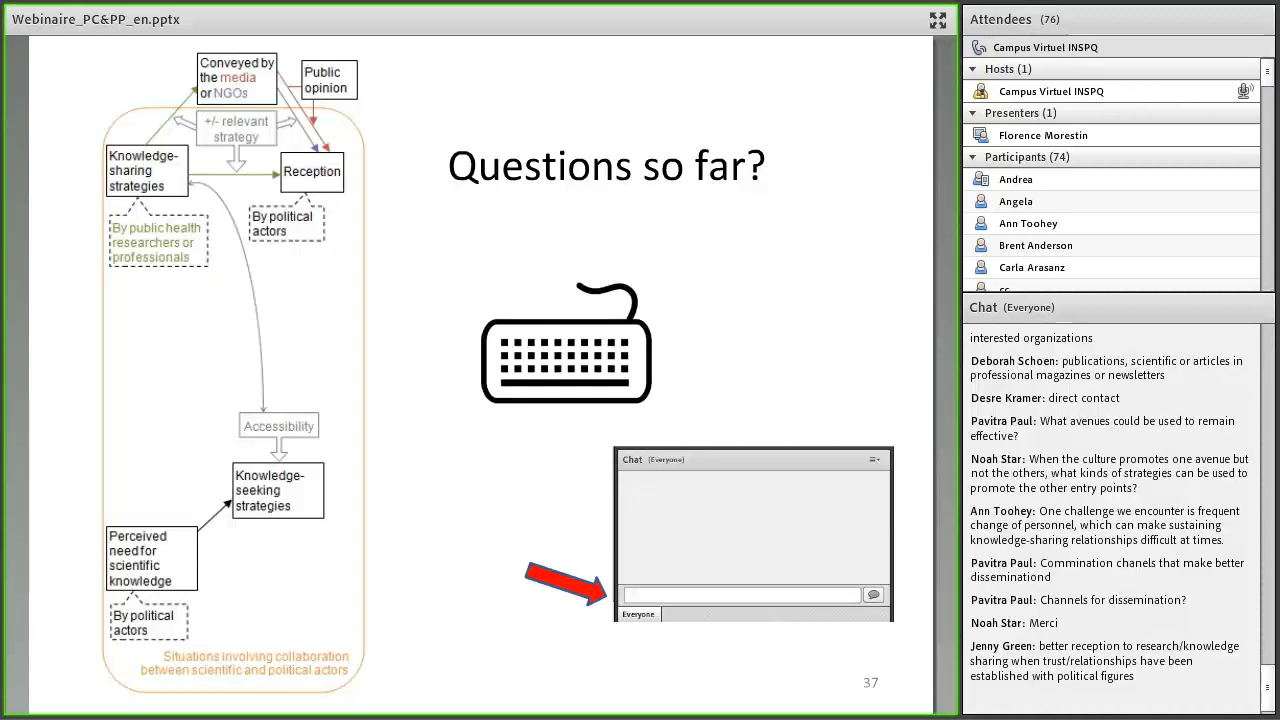 Webinaire_PC&PP_en.pptx
Conveyed by
the media
or NGOs
Public
opinion
+/- relevant
strategy
Knowledge-
sharing
strategies
Reception
By public health
researchers or
professionals
By political
actors
Accessibility
Knowledge-
seeking
strategies
Perceived
need for
scientific
knowledge
By political
actors
Situations involving collaboration
between scientific and political actors
Questions so far?
Chat (Everyone)
Everyone
37
Attendees (76)
Campus Virtuel INSPQ
Hosts (1)
Campus Virtuel INSPQ
Presenters (1)
Florence Morestin
Participants (74)
Andrea
Angela
Ann Toohey
Brent Anderson
Carla Arasanz
Chat (Everyone)
interested organizations
Deborah Schoen: publications, scientific or articles in
professional magazines or newsletters
Desre Kramer: direct contact
Pavitra Paul: What avenues could be used to remain
effective?
Noah Star: When the culture promotes one avenue but
not the others, what kinds of strategies can be used to
promote the other entry points?
Ann Toohey: One challenge we encounter is frequent
change of personnel, which can make sustaining
knowledge-sharing relationships difficult at times.
Pavitra Paul: Commination chanels that make better
disseminationd
Pavitra Paul: Channels for dissemination?
Noah Star: Merci
Jenny Green: better reception to research/knowledge
sharing when trust/relationships have been
established with political figures